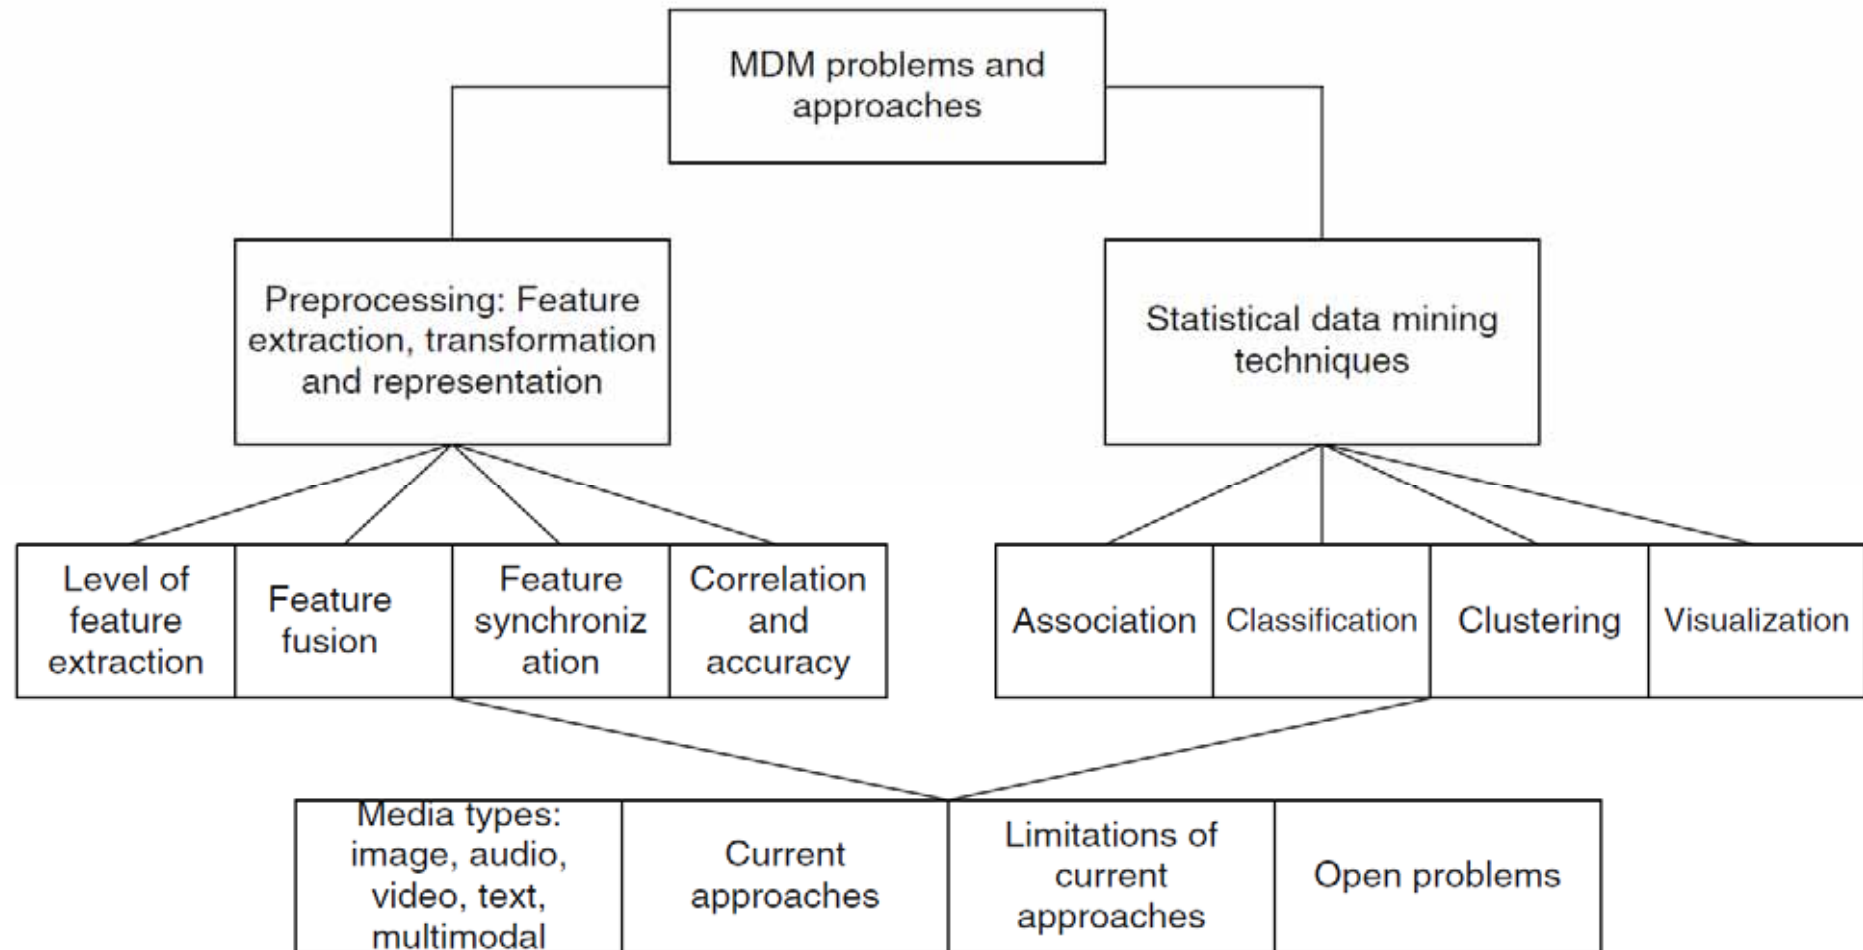 MDM problems and
approaches
Preprocessing: Feature
extraction, transformation
and representation
Statistical data mining
techniques
Level of
feature
extraction
Feature
fusion
Feature
synchroniz
ation
Correlation
and
accuracy
Association
Classification
Clustering
Visualization
Media types:
image, audio,
video, text,
multimodal
Current
approaches
Limitations of
current
approaches
Open problems